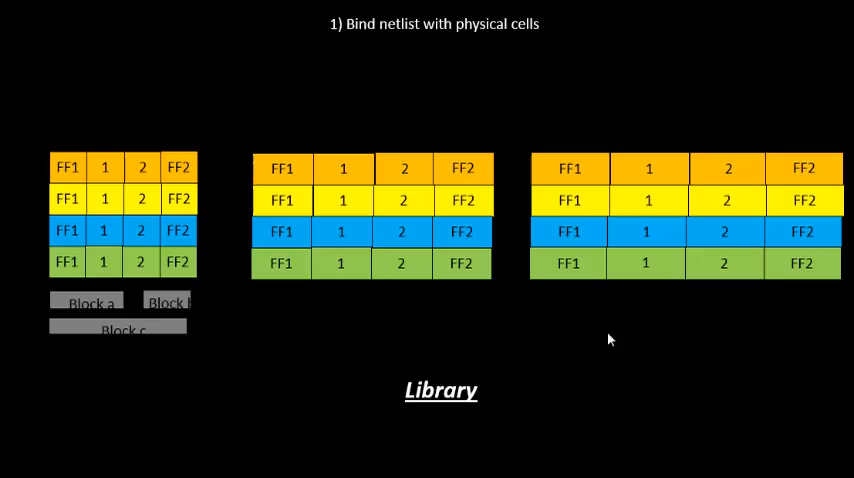 1) Bind netlist with physical cells
FF1 1 2 FF2 FF1 1 2 FF2 FF1 1 2 FF2
FF1 1 2 FF2 FF1 1 2 FF2 FF1 1 2 FF2
FF1 1 2 FF2 FF1 1 2 FF2 FF1 1 2 FF2
FF1 1 2 FF2 FF1 1 2 FF2 FF1 1 2 FF2
Block a Block
Block c
Library